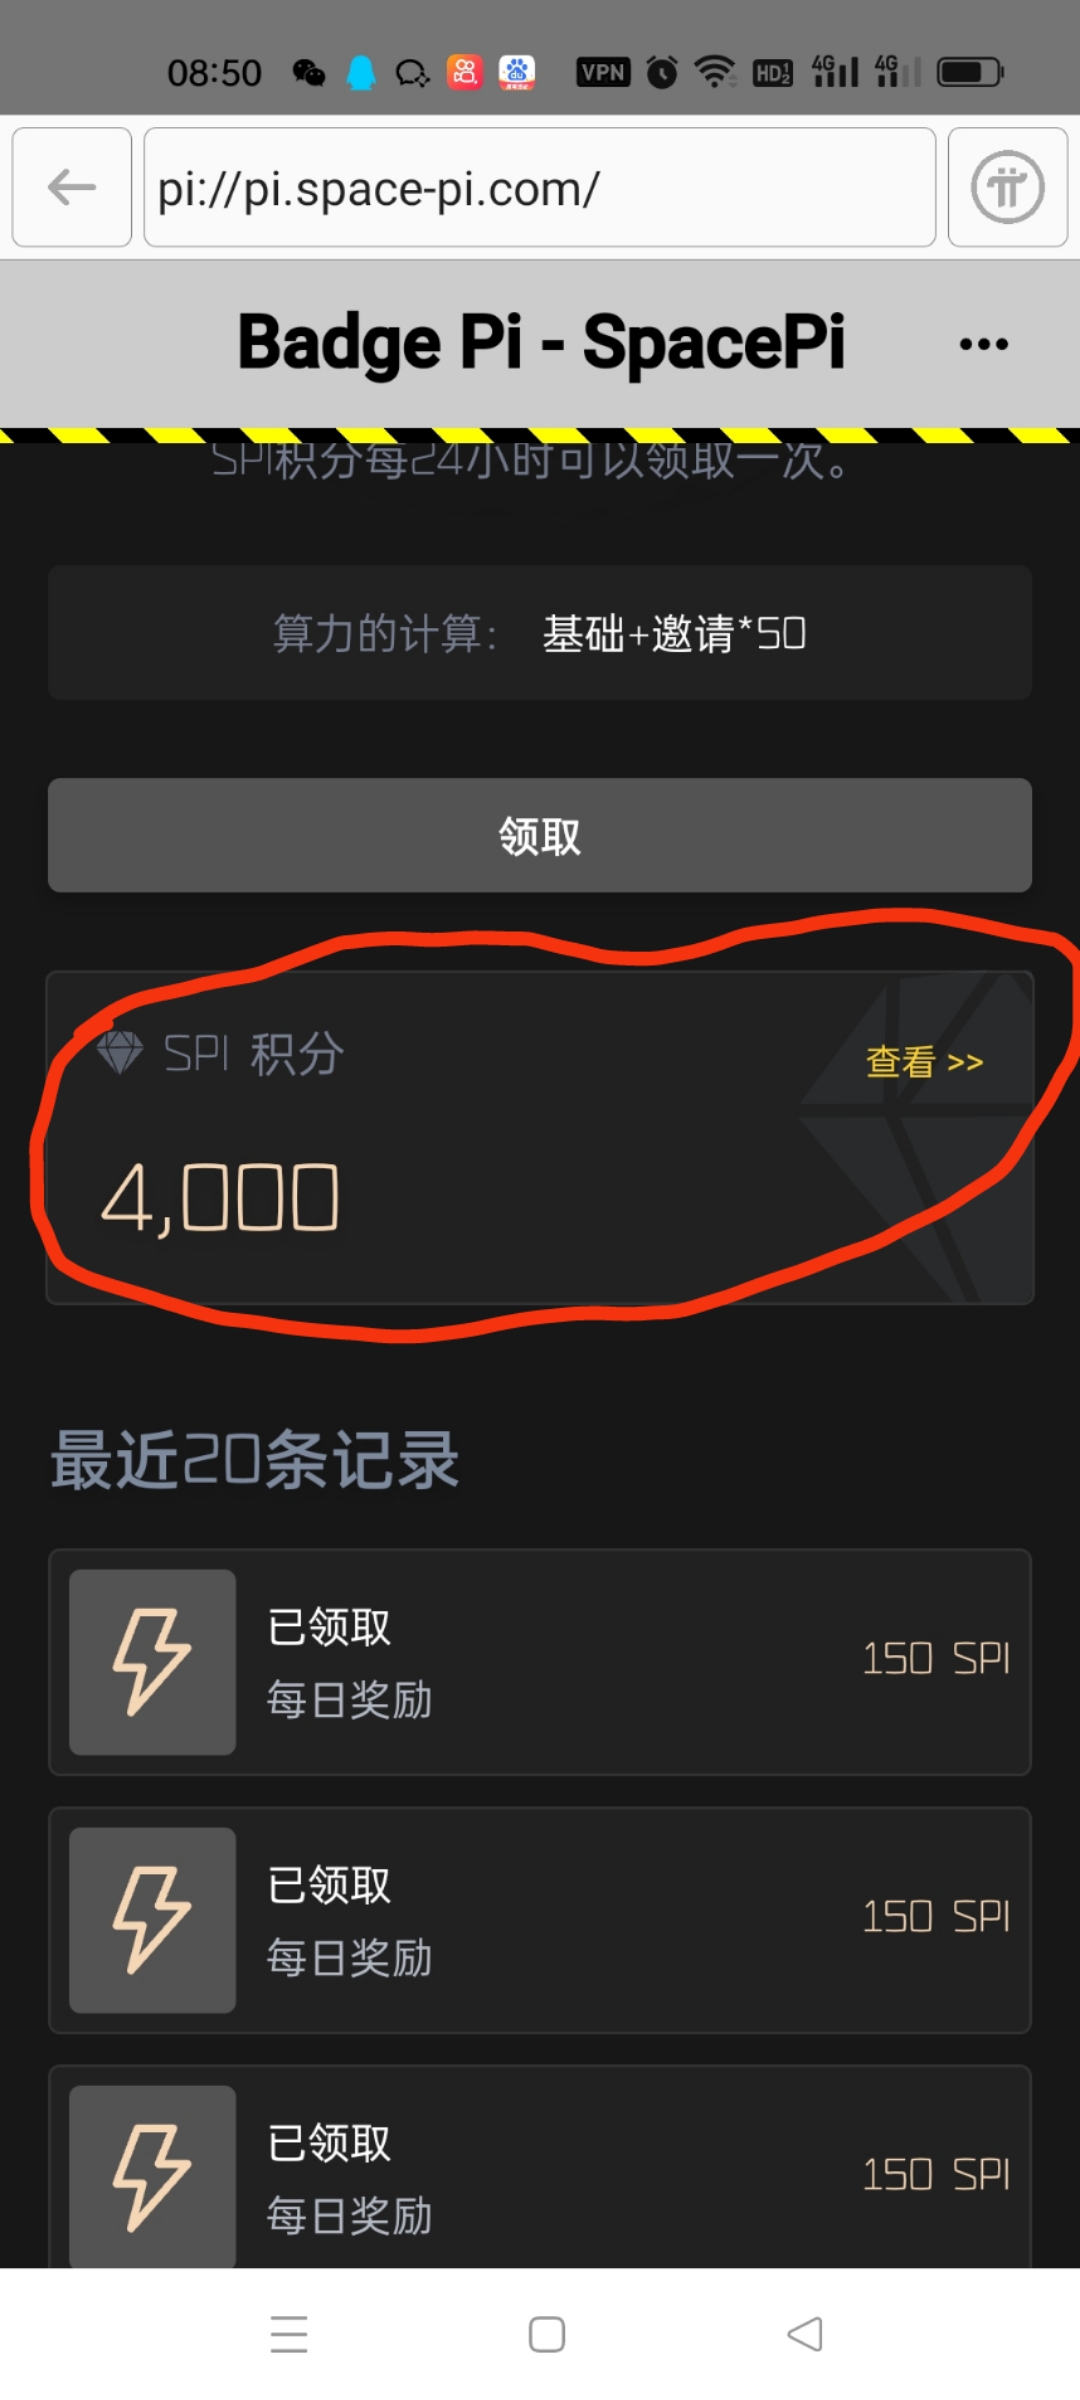 08:50
VPN
HD2
4G
4G
pi://pi.space-pi.com/
Badge Pi - SpacePi
SPI积分每24小时可以领取一次。
算力的计算： 基础+邀请*50
领取
SPI 积分
查看 >>
4,000
最近20条记录
已领取
每日奖励
150 SPI
已领取
每日奖励
150 SPI
已领取
每日奖励
150 SPI